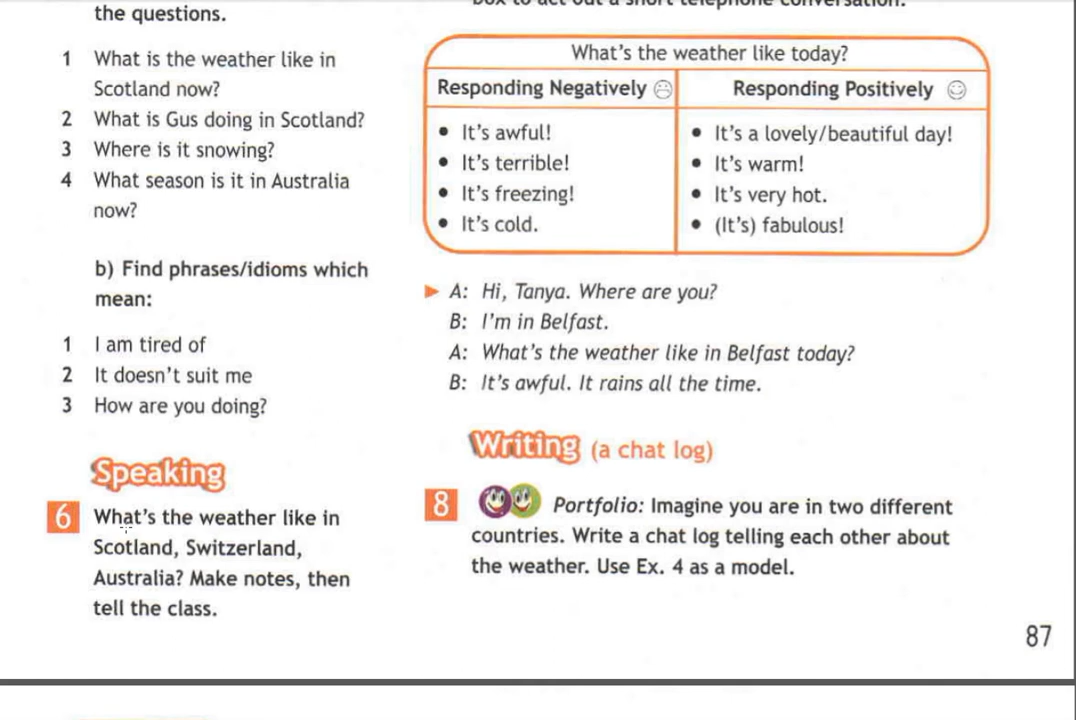 the questions.
1 What is the weather like in
Scotland now?
2 What is Gus doing in Scotland?
3 Where is it snowing?
4 What season is it in Australia
now?
b) Find phrases/idioms which
mean:
1 I am tired of
2 It doesn't suit me
3 How are you doing?
Speaking
6 What's the weather like in
Scotland, Switzerland,
Australia? Make notes, then
tell the class.
box to act out a short telephone conversation.
What's the weather like today?
Responding Negatively
Responding Positively
• It's awful!
• It's terrible!
• It's freezing!
• It's cold.
• It's a lovely/beautiful day!
• It's warm!
• It's very hot.
• (It's) fabulous!
A: Hi, Tanya. Where are you?
B: I'm in Belfast.
A: What's the weather like in Belfast today?
B: It's awful. It rains all the time.
Writing (a chat log)
8 Portfolio: Imagine you are in two different
countries. Write a chat log telling each other about
the weather. Use Ex. 4 as a model.
87